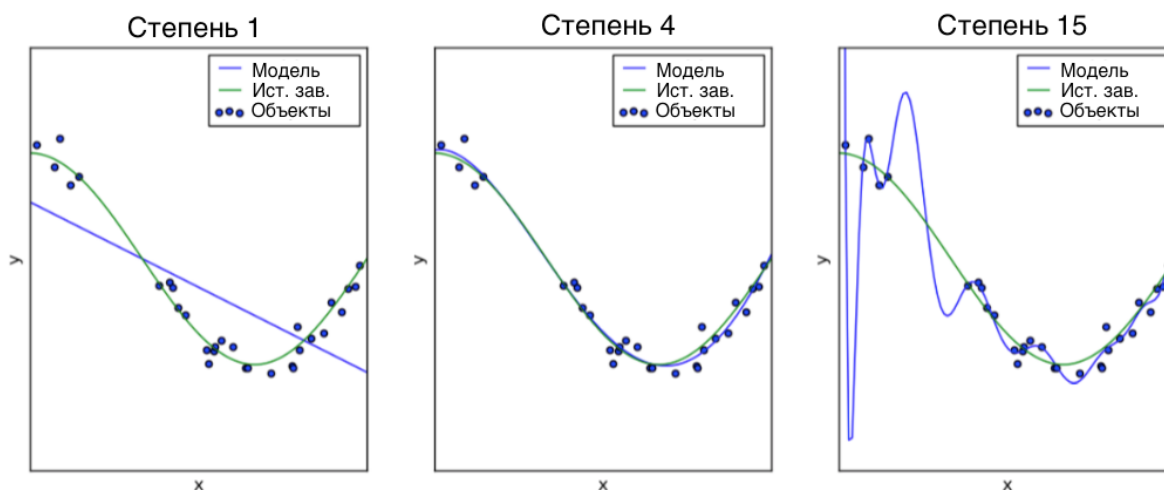 Степень 1
Модель
Ист. зав.
Объекты
y
x
Степень 4
Модель
Ист. зав.
Объекты
y
x
Степень 15
Модель
Ист. зав.
Объекты
y
x